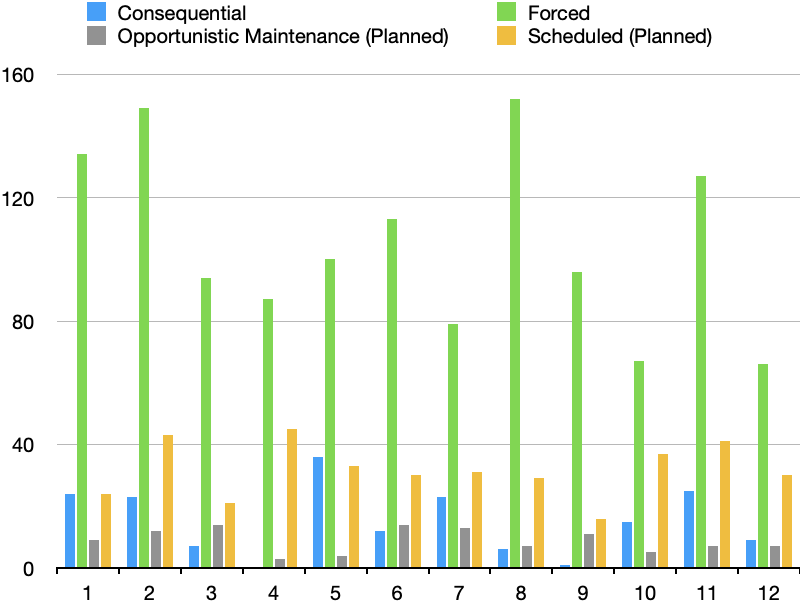 Consequential Forced
Opportunistic Maintenance (Planned) Scheduled (Planned)
160
120
80
40
0
1 2 3 4 5 6 7 8 9 10 11 12